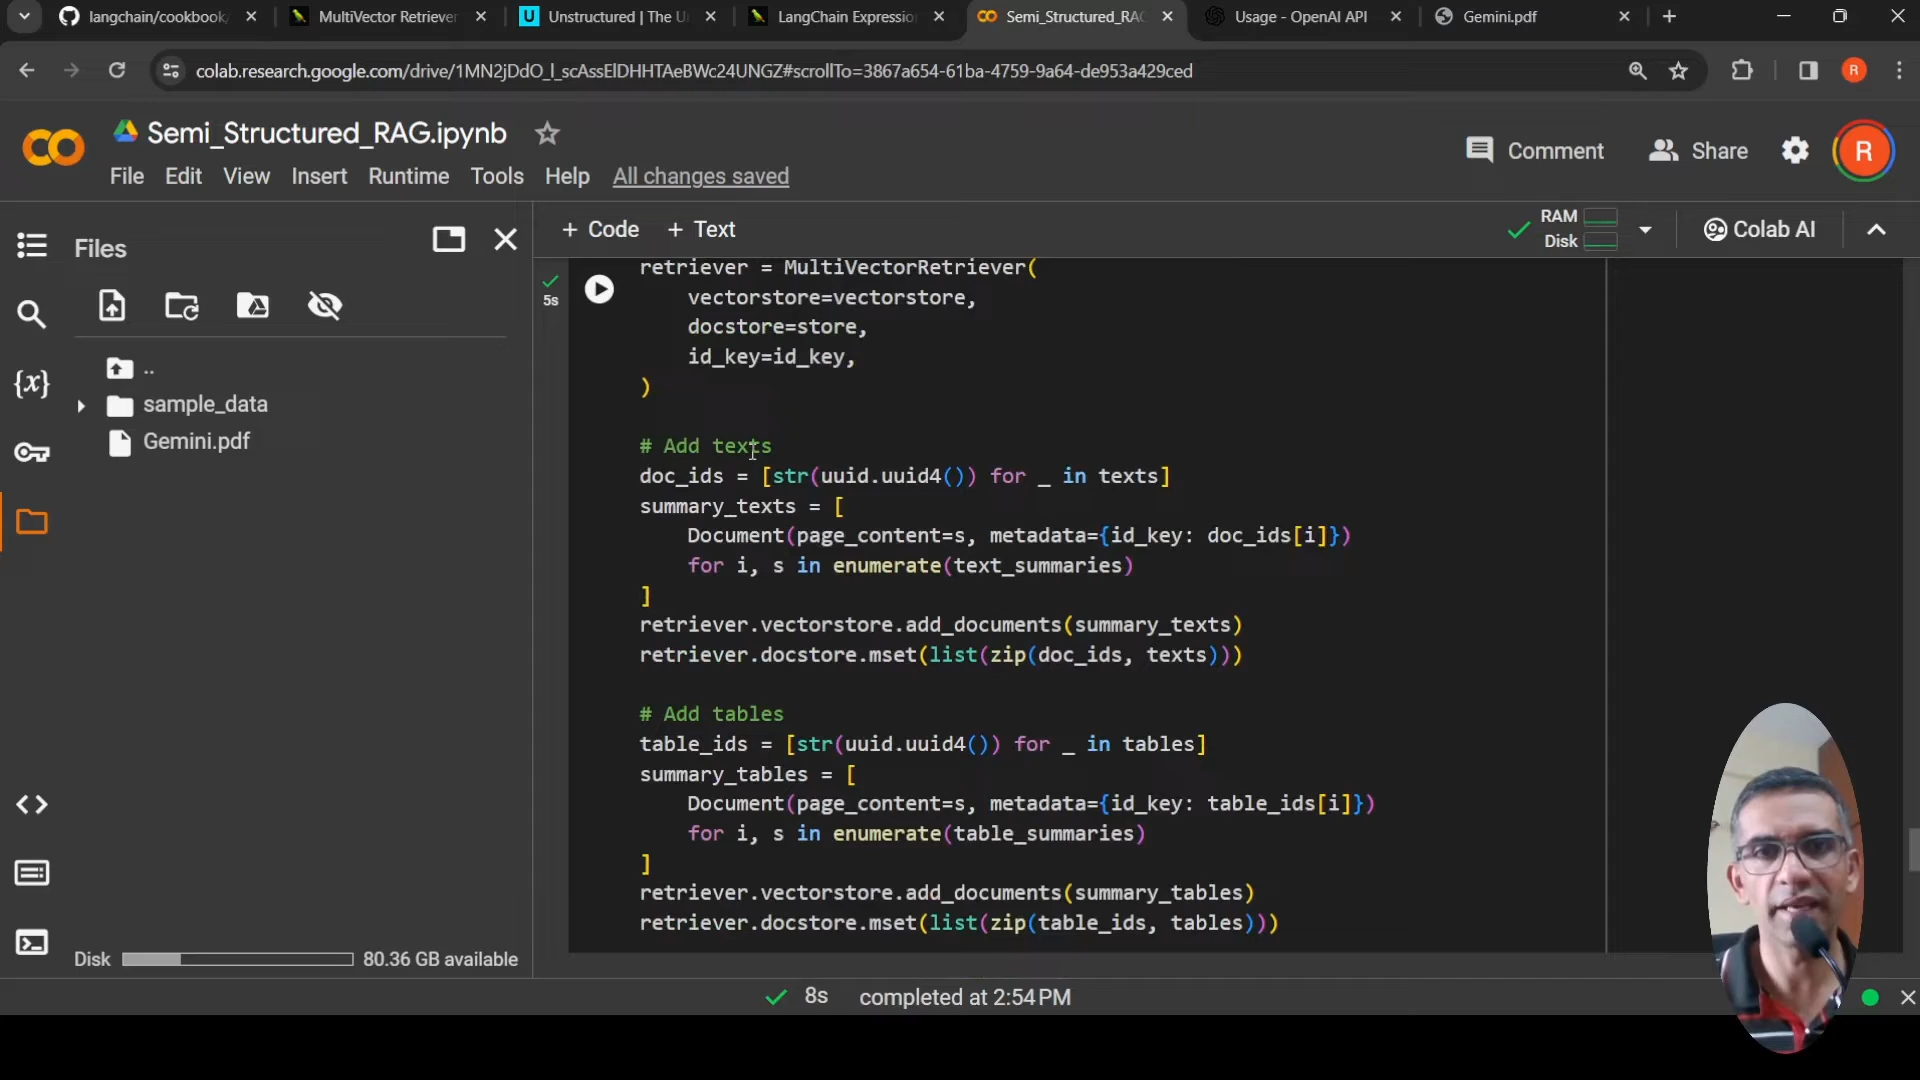 langchain/cookbook
MultiVector Retriever
Unstructured | The U
LangChain Expression
Semi_Structured_RAG
Usage - OpenAI API
Gemini.pdf
colab.research.google.com/drive/1MN2jDdO_l_scAssElDHHTAeBWc24UNGZ#scrollTo=3867a654-61ba-4759-9a64-de953a429ced
R
Semi_Structured_RAG.ipynb
Comment
Share
R
File Edit View Insert Runtime Tools Help All changes saved
Files
+ Code + Text
RAM
Disk
Colab AI
..
sample_data
Gemini.pdf
{x}
5s
retriever = MultiVectorRetriever(
    vectorstore=vectorstore,
    docstore=store,
    id_key=id_key,
)
# Add texts
doc_ids = [str(uuid.uuid4()) for _ in texts]
summary_texts = [
    Document(page_content=s, metadata={id_key: doc_ids[i]})
    for i, s in enumerate(text_summaries)
]
retriever.vectorstore.add_documents(summary_texts)
retriever.docstore.mset(list(zip(doc_ids, texts)))
# Add tables
table_ids = [str(uuid.uuid4()) for _ in tables]
summary_tables = [
    Document(page_content=s, metadata={id_key: table_ids[i]})
    for i, s in enumerate(table_summaries)
]
retriever.vectorstore.add_documents(summary_tables)
retriever.docstore.mset(list(zip(table_ids, tables)))
Disk 80.36 GB available
8s completed at 2:54 PM